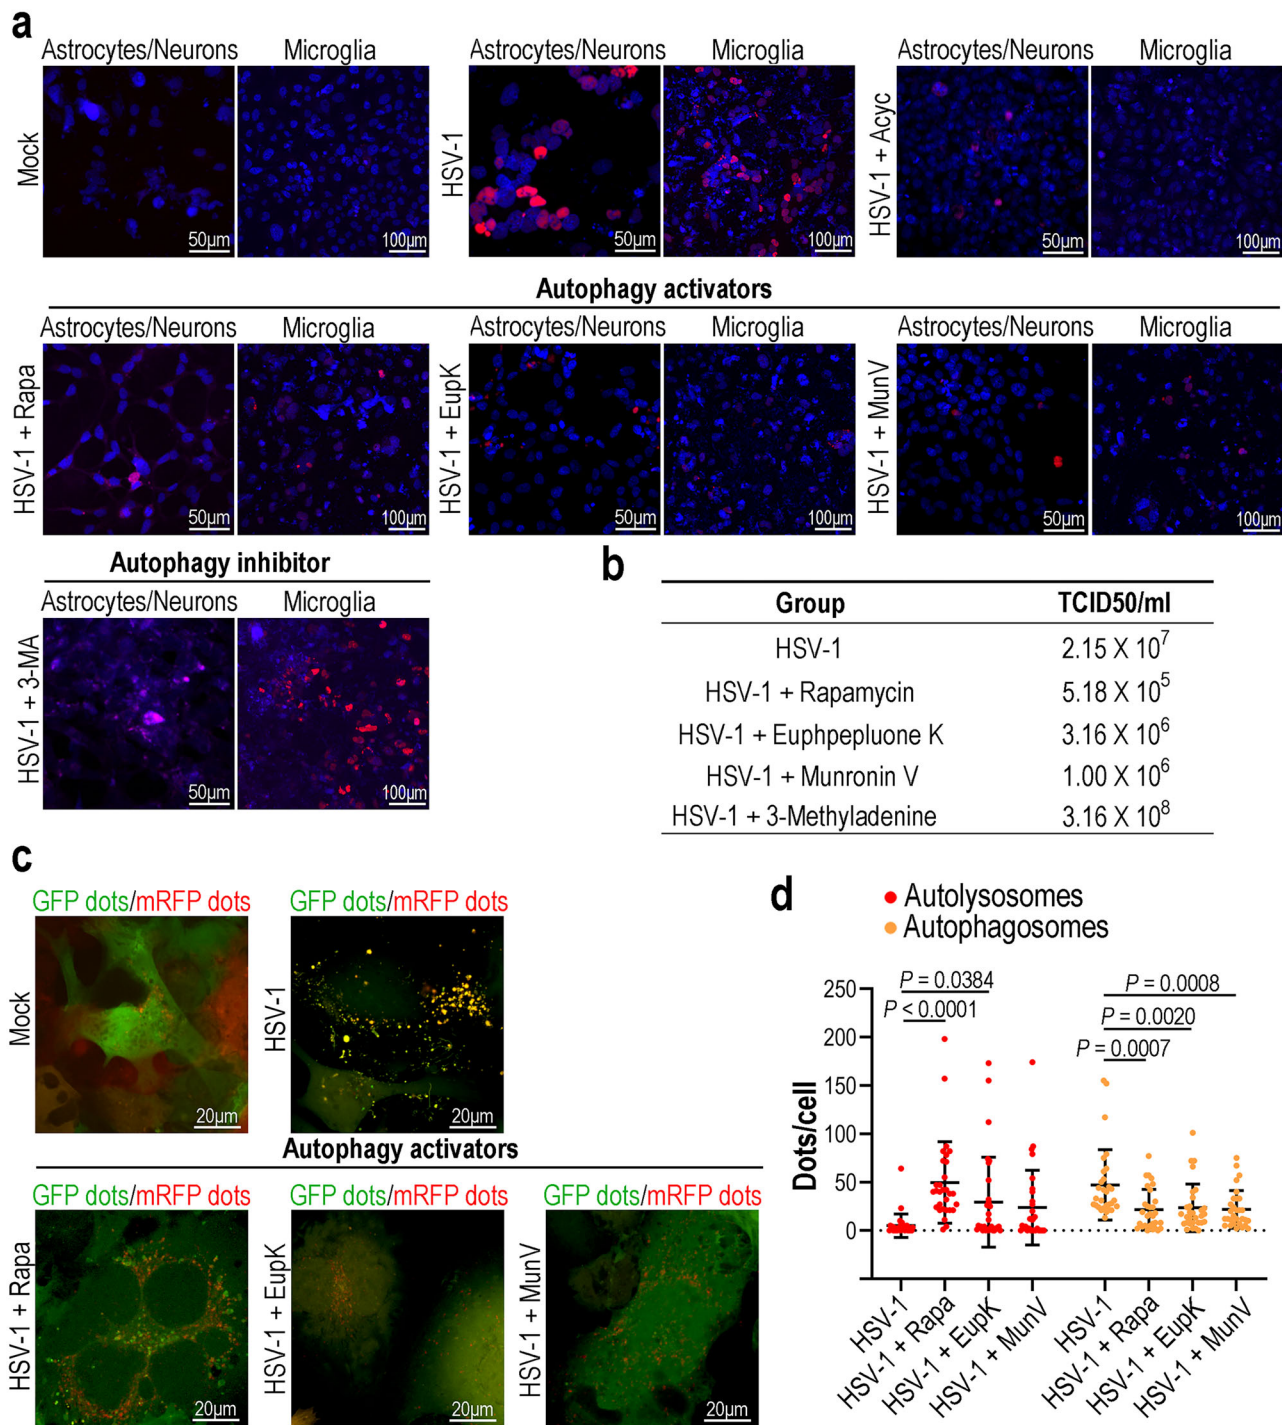 a
Astrocytes/Neurons Microglia Astrocytes/Neurons Microglia Astrocytes/Neurons Microglia
Mock
50µm 100µm
HSV-1
50µm 100µm
HSV-1 + Acyc
50µm 100µm
Autophagy activators
Astrocytes/Neurons Microglia Astrocytes/Neurons Microglia Astrocytes/Neurons Microglia
HSV-1 + Rapa
50µm 100µm
HSV-1 + EupK
50µm 100µm
HSV-1 + MunV
50µm 100µm
Autophagy inhibitor
Astrocytes/Neurons Microglia
HSV-1 + 3-MA
50µm 100µm
b
Group TCID50/ml
HSV-1 2.15 X 10^7
HSV-1 + Rapamycin 5.18 X 10^5
HSV-1 + Euphpepluone K 3.16 X 10^6
HSV-1 + Munronin V 1.00 X 10^6
HSV-1 + 3-Methyladenine 3.16 X 10^8
c
GFP dots/mRFP dots GFP dots/mRFP dots
Mock
20µm
HSV-1
20µm
Autophagy activators
GFP dots/mRFP dots GFP dots/mRFP dots GFP dots/mRFP dots
HSV-1 + Rapa
20µm
HSV-1 + EupK
20µm
HSV-1 + MunV
20µm
d
Autolysosomes
Autophagosomes
P = 0.0384
P < 0.0001
P = 0.0008
P = 0.0020
P = 0.0007
Dots/cell
250
200
150
100
50
0
HSV-1
HSV-1 + Rapa
HSV-1 + EupK
HSV-1 + MunV
HSV-1
HSV-1 + Rapa
HSV-1 + EupK
HSV-1 + MunV